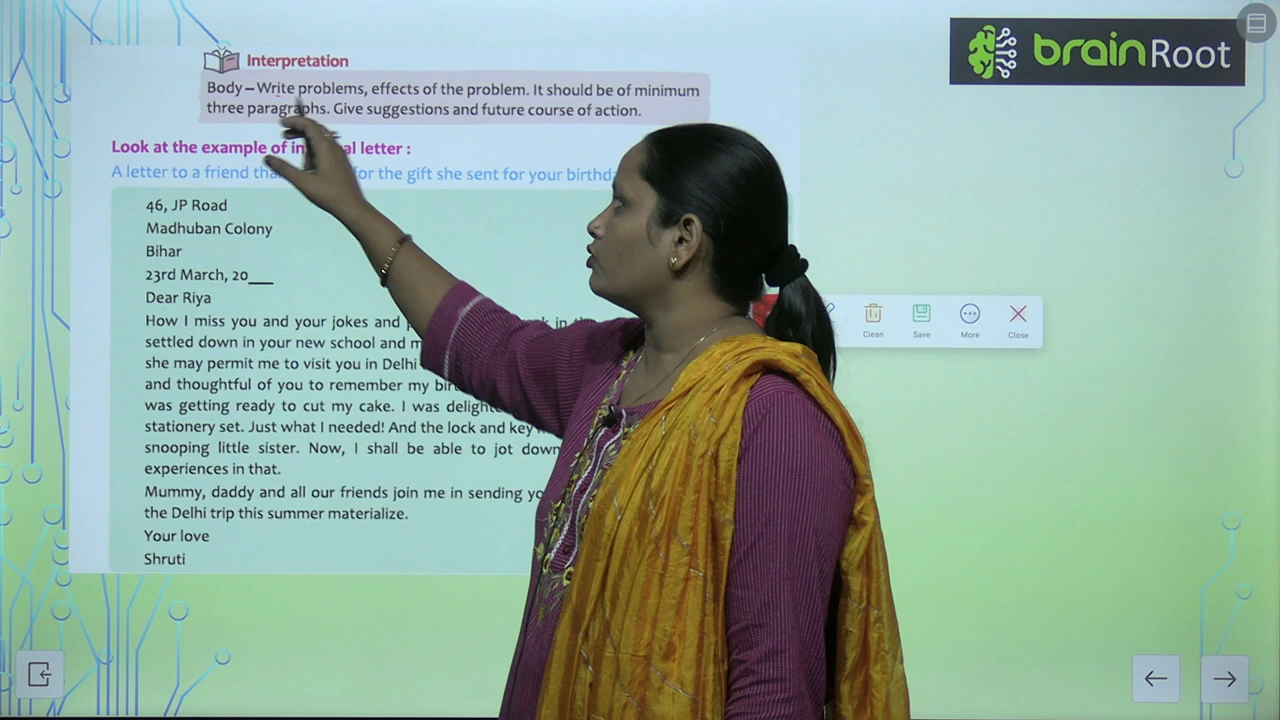 brainRoot
Interpretation
Body – Write problems, effects of the problem. It should be of minimum
three paragraphs. Give suggestions and future course of action.
Look at the example of in al letter :
A letter to a friend for the gift she sent for your
46, JP Road
Madhuban Colony
Bihar
23rd March, 20___
Dear Riya
How I miss you and your jokes and
settled down in your new school and
she may permit me to visit you in Delhi
and thoughtful of you to remember my
was getting ready to cut my cake. I was
stationery set. Just what I needed! And the lock and key
snooping little sister. Now, I shall be able to jot down
experiences in that.
Mummy, daddy and all our friends join me in sending
the Delhi trip this summer materialize.
Your love
Shruti
Clean
Save
More
Close